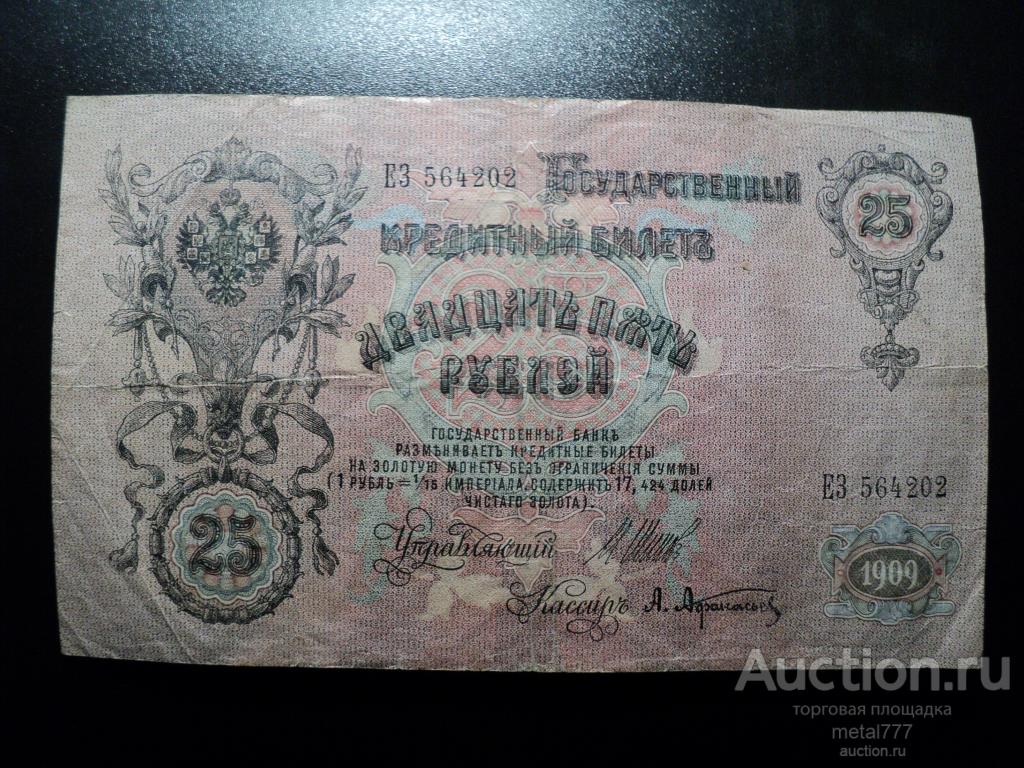 ЕЗ 564202
Государственный
Кредитный Билетъ
25
Двадцать пять
Рублей
Государственный Банкъ
размѣниваетъ кредитные билеты
на золотую монету безъ ограниченія суммы
(1 рубль = 1/15 имперіала, содержитъ 17,424 долей
чистаго золота).
ЕЗ 564202
25
Управляющій
1909
Кассиръ А. Афанасьев
Auction.ru
торговая площадка
metal777
auction.ru